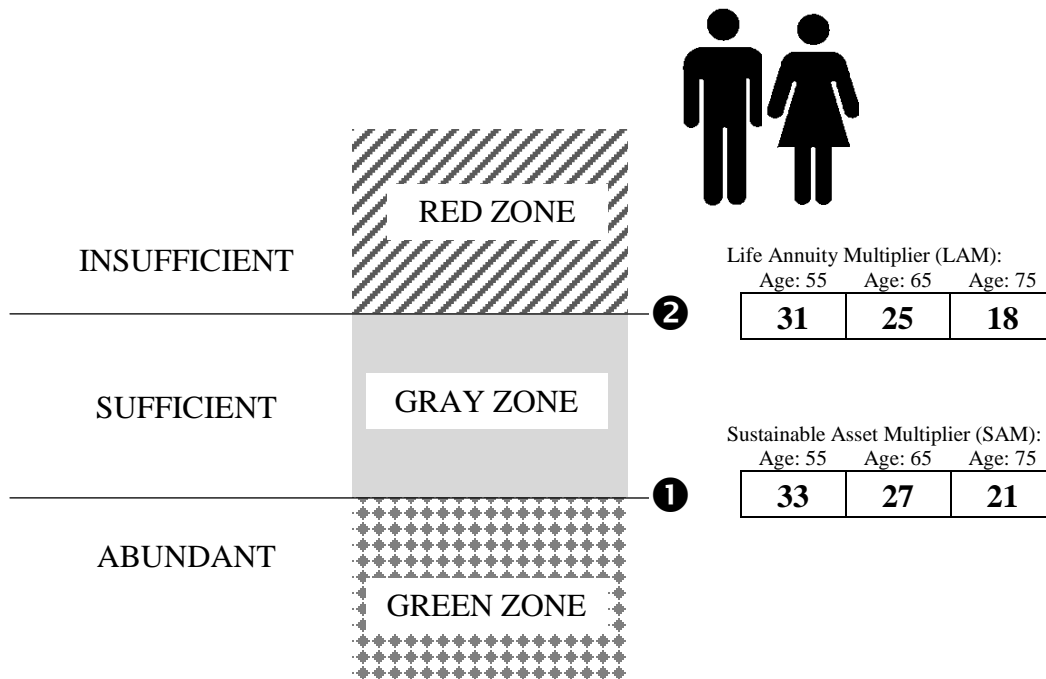 RED ZONE
INSUFFICIENT
Life Annuity Multiplier (LAM):
Age: 55 Age: 65 Age: 75
❷ 31 25 18
SUFFICIENT GRAY ZONE
Sustainable Asset Multiplier (SAM):
Age: 55 Age: 65 Age: 75
❶ 33 27 21
ABUNDANT
GREEN ZONE